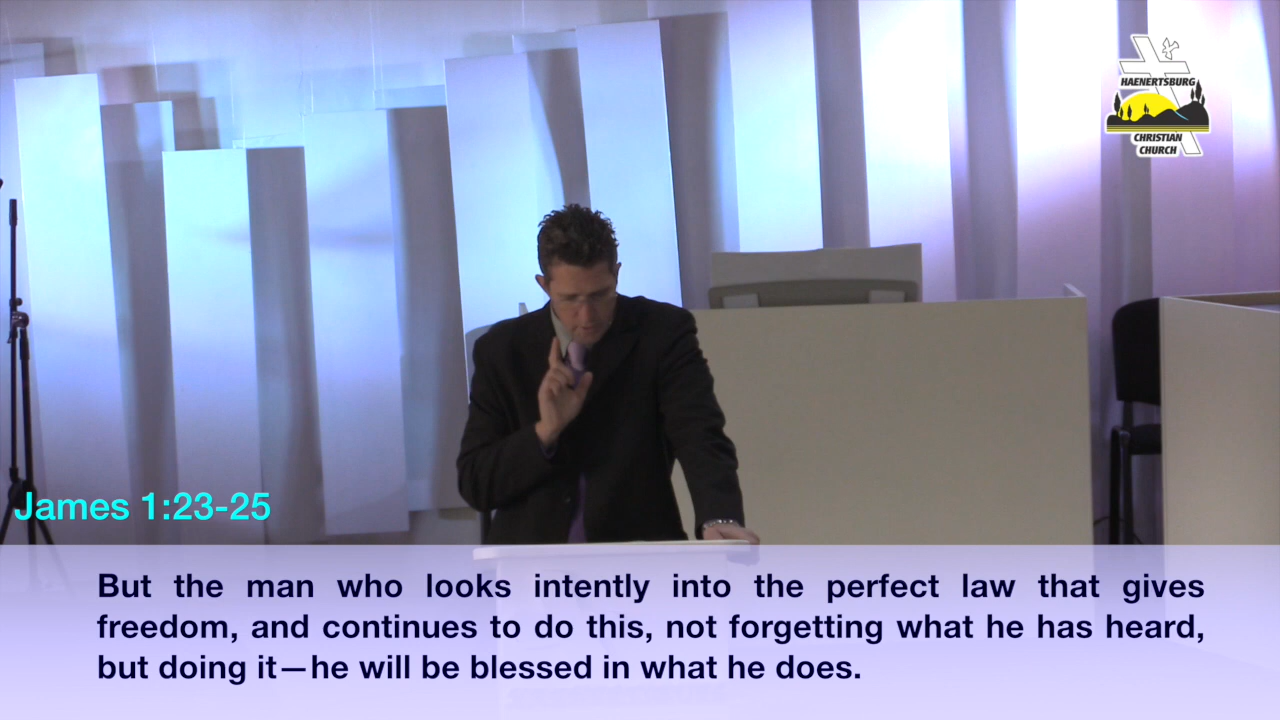 HAENERTSBURG
CHRISTIAN
CHURCH
James 1:23-25
But the man who looks intently into the perfect law that gives
freedom, and continues to do this, not forgetting what he has heard,
but doing it—he will be blessed in what he does.